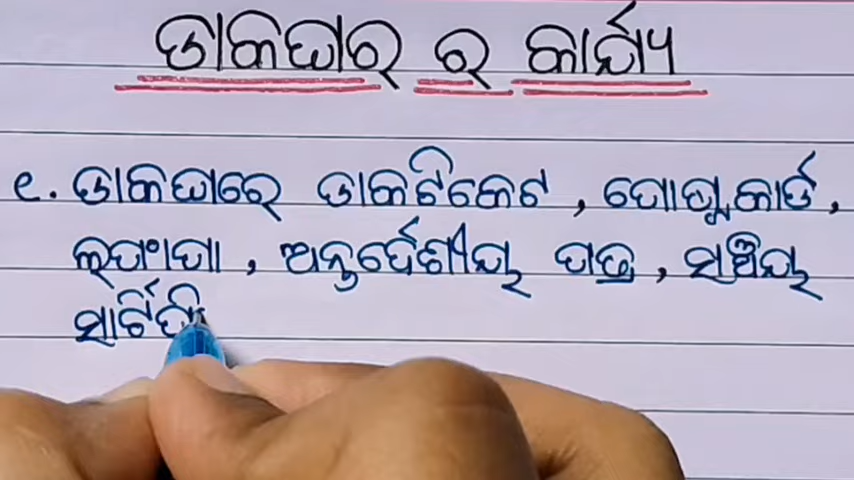 ଡାକଘର ର କାର୍ଯ୍ୟ
୧. ଡାକଘରେ ଡାକଟିକେଟ , ପୋଷ୍ଟକାର୍ଡ ,
ଲଫାଫା , ଅନ୍ତର୍ଦେଶୀୟ ପତ୍ର , ସଞ୍ଚୟ
ସାର୍ଟିଫି